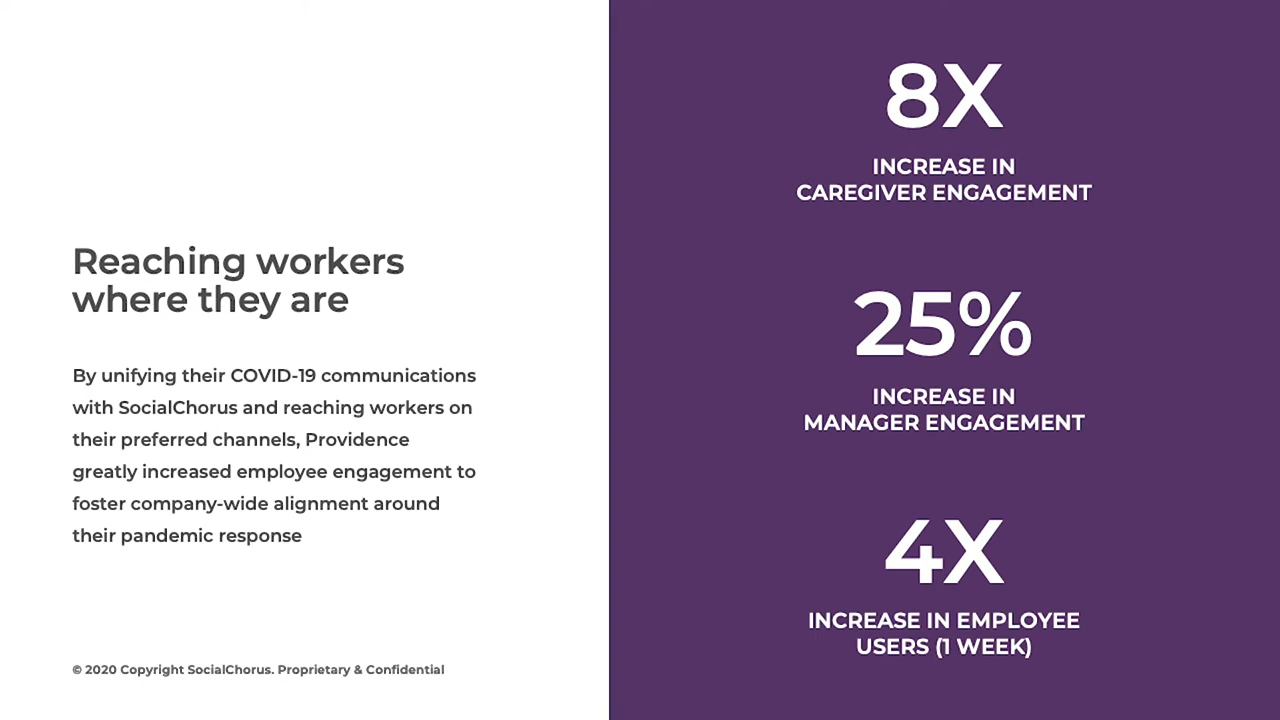 Reaching workers
where they are
By unifying their COVID-19 communications
with SocialChorus and reaching workers on
their preferred channels, Providence
greatly increased employee engagement to
foster company-wide alignment around
their pandemic response
© 2020 Copyright SocialChorus. Proprietary & Confidential
8X
INCREASE IN
CAREGIVER ENGAGEMENT
25%
INCREASE IN
MANAGER ENGAGEMENT
4X
INCREASE IN EMPLOYEE
USERS (1 WEEK)